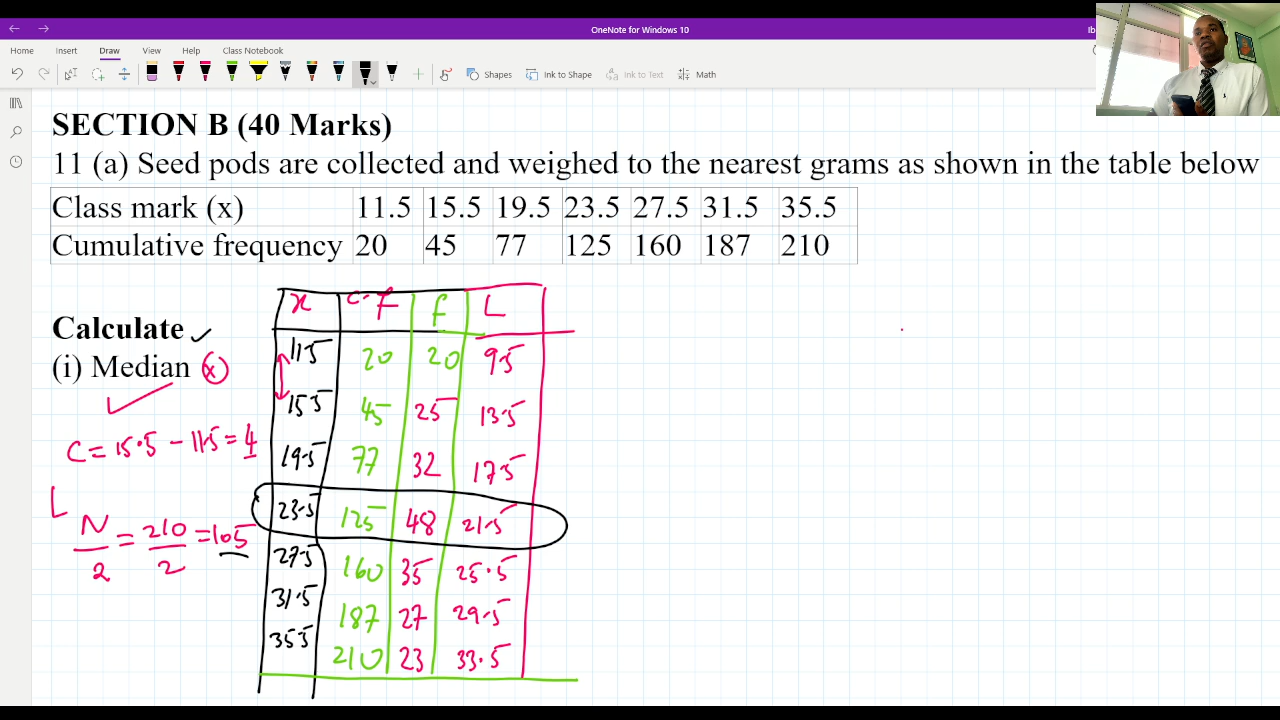 OneNote for Windows 10
Ib
Home Insert Draw View Help Class Notebook
Shapes Ink to Shape Ink to Text Math
SECTION B (40 Marks)
11 (a) Seed pods are collected and weighed to the nearest grams as shown in the table below
Class mark (x) 11.5 15.5 19.5 23.5 27.5 31.5 35.5
Cumulative frequency 20 45 77 125 160 187 210
Calculate ✓
(i) Median (x)
C = 15.5 - 11.5 = 4
L
N/2 = 210/2 = 105
x c.f f L
11.5 20 20 9.5
15.5 45 25 13.5
19.5 77 32 17.5
23.5 125 48 21.5
27.5 160 35 25.5
31.5 187 27 29.5
35.5 210 23 33.5